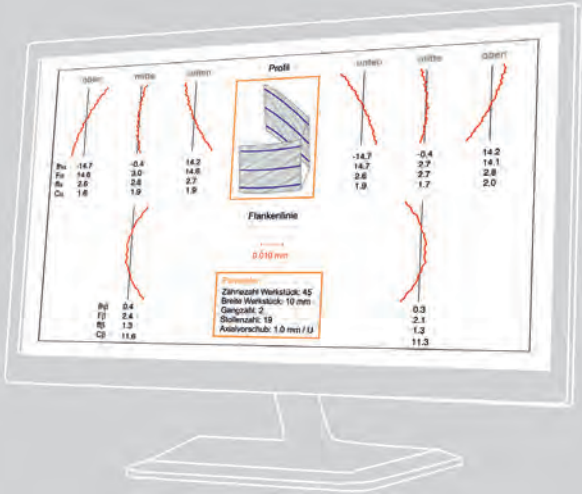 oben mitte unten Profil unten mitte oben
-14.7 -0.4 14.2 -14.7 -0.4 14.2
14.6 3.0 14.6 14.7 2.7 14.1
2.6 2.6 2.7 2.6 2.7 2.8
1.6 1.9 1.9 1.9 1.7 2.0
Flankenlinie
0.010 mm
Parameter
Zähnezahl Werkstück: 45
Breite Werkstück: 10 mm
Gangzahl: 2
Stollenzahl: 19
Axialvorschub: 1.0 mm / U
0.4 0.3
Fβ 2.4 2.1
1.3 1.3
Cβ 11.6 11.3